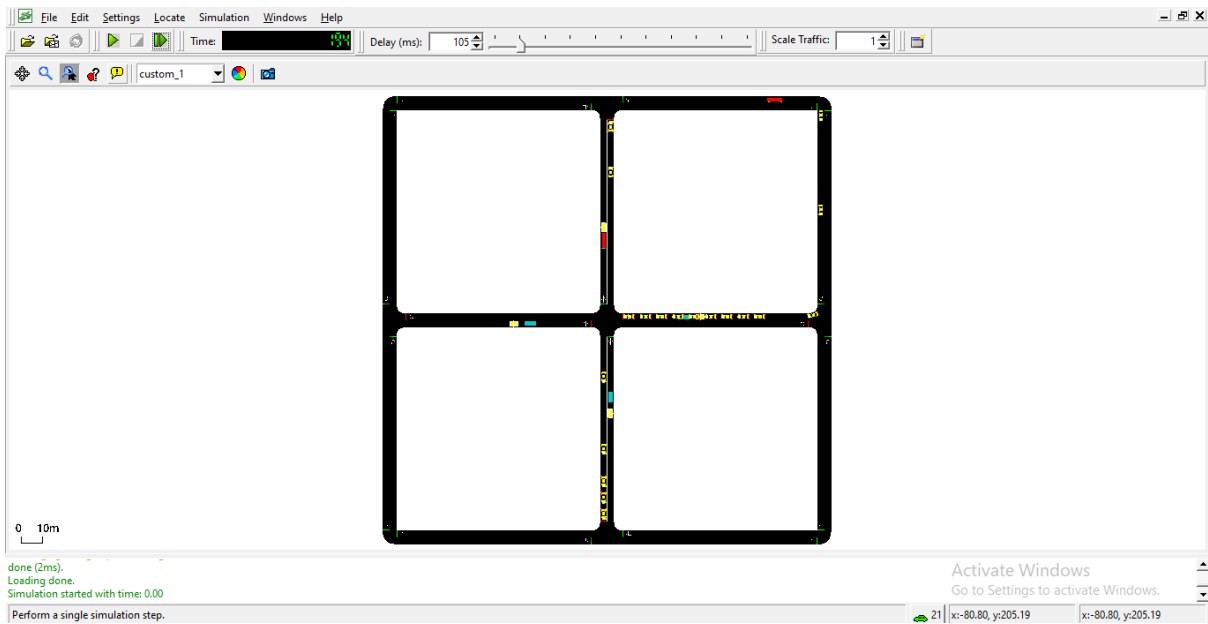 File Edit Settings Locate Simulation Windows Help
Time: 194 Delay (ms): 105 Scale Traffic: 1
custom_1
0 10m
done (2ms).
Loading done.
Simulation started with time: 0.00
Activate Windows
Go to Settings to activate Windows.
Perform a single simulation step. 21 x:-80.80, y:205.19 x:-80.80, y:205.19